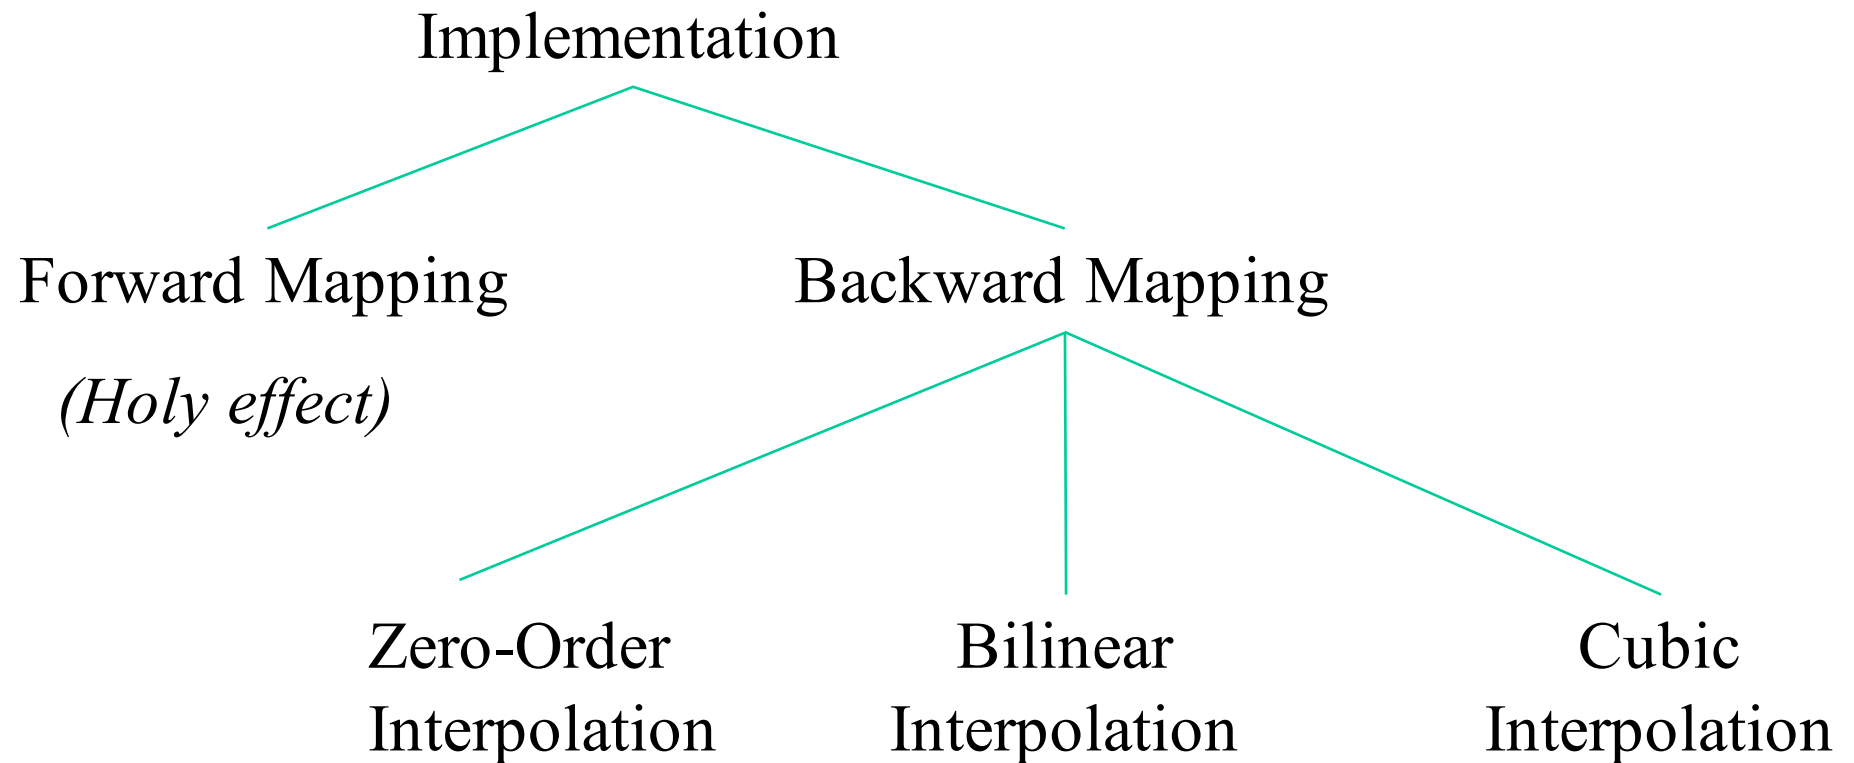 Implementation
Forward Mapping
Backward Mapping
(Holy effect)
Zero-Order
Interpolation
Bilinear
Interpolation
Cubic
Interpolation